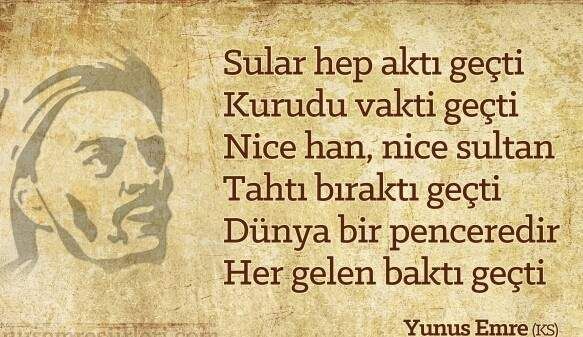 Sular hep aktı geçti
Kurudu vakti geçti
Nice han, nice sultan
Tahtı bıraktı geçti
Dünya bir penceredir
Her gelen baktı geçti
Yunus Emre (KS)